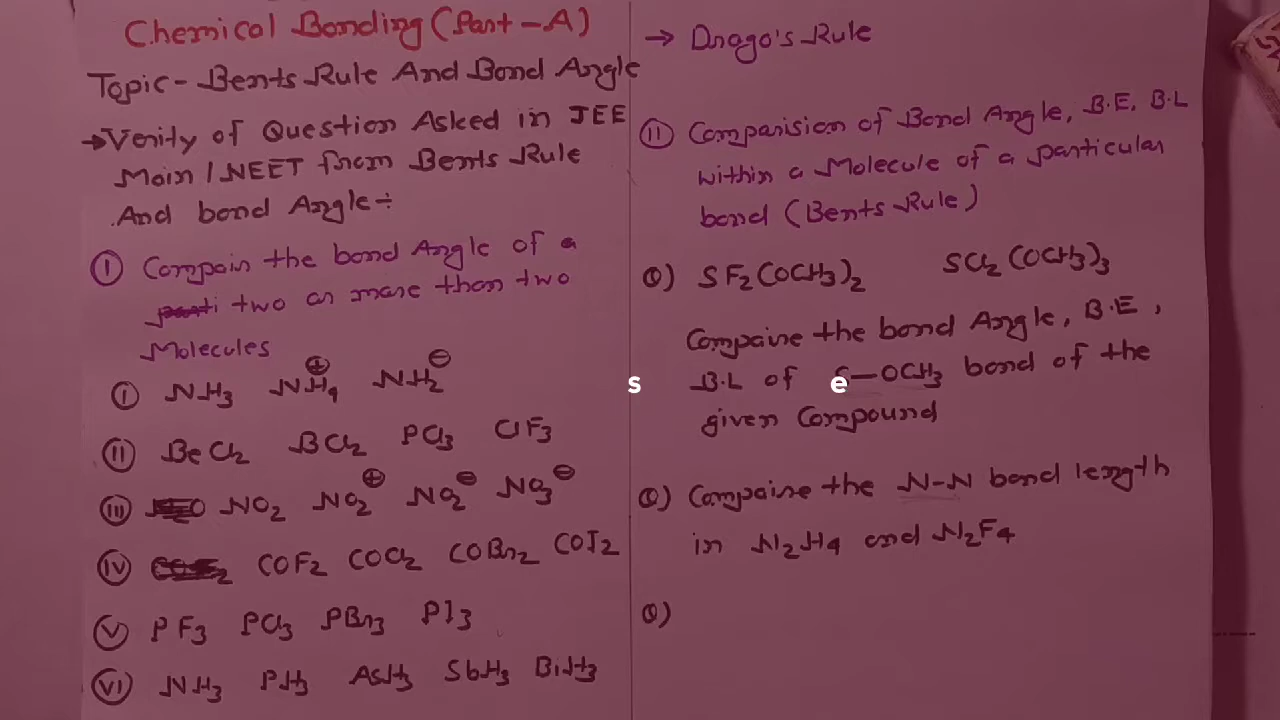 Chemical Bonding (Part-A)
Topic - Bents Rule And Bond Angle
→ Verity of Question Asked in JEE
Main / NEET from Bents Rule
And bond Angle ÷
I Compain the bond Angle of a
two or more than two
Molecules
I NH3 NH4⊕ NH2⊖
II BeCl2 BCl2 PCl3 ClF3
III NO2 NO2⊕ NO2⊖ NO3⊖
IV COF2 COCl2 COBr2 COI2
V PF3 PCl3 PBr3 PI3
VI NH3 PH3 AsH3 SbH3 BiH3
→ Drago's Rule
II Comparision of Bond Angle, B.E, B.L
within a Molecule of a particular
bond (Bents Rule)
Q) SF2(OCH3)2 SCl2(OCH3)3
Compaire the bond Angle, B.E,
B.L of S-OCH3 bond of the
given Compound
s e
Q) Compaire the N-N bond length
in N2H4 and N2F4
Q)